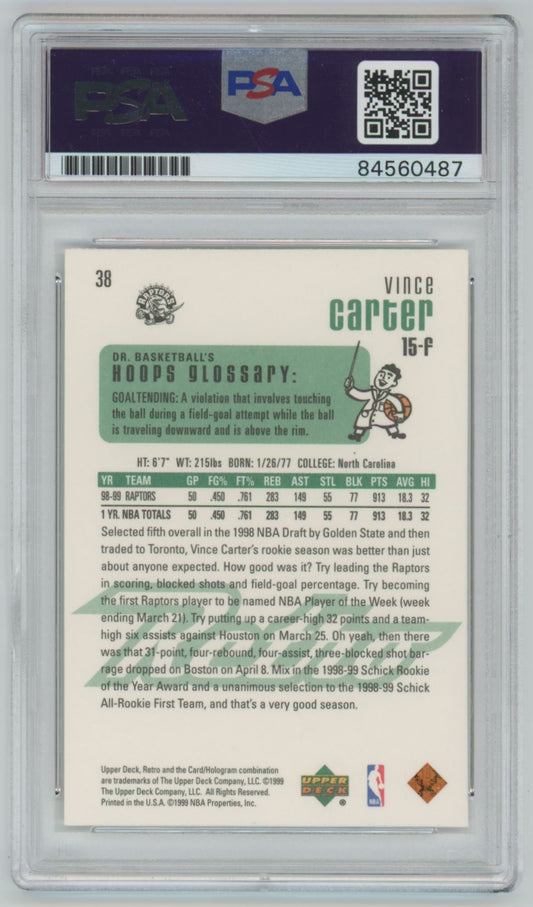 PSA
PSA
84560487
38
RAPTORS
VINCE
carter
15-f
DR. BASKETBALL'S
HOOPS GLOSSARY:
GOALTENDING: A violation that involves touching
the ball during a field-goal attempt while the ball
is traveling downward and is above the rim.
HT: 6'7" WT: 215lbs BORN: 1/26/77 COLLEGE: North Carolina
YR TEAM GP FG% FT% REB AST STL BLK PTS AVG HI
98-99 RAPTORS 50 .450 .761 283 149 55 77 913 18.3 32
1 YR. NBA TOTALS 50 .450 .761 283 149 55 77 913 18.3 32
Selected fifth overall in the 1998 NBA Draft by Golden State and then
traded to Toronto, Vince Carter's rookie season was better than just
about anyone expected. How good was it? Try leading the Raptors
in scoring, blocked shots and field-goal percentage. Try becoming
the first Raptors player to be named NBA Player of the Week (week
ending March 21). Try putting up a career-high 32 points and a team-
high six assists against Houston on March 25. Oh yeah, then there
was that 31-point, four-rebound, four-assist, three-blocked shot bar-
rage dropped on Boston on April 8. Mix in the 1998-99 Schick Rookie
of the Year Award and a unanimous selection to the 1998-99 Schick
All-Rookie First Team, and that's a very good season.
Retro
Upper Deck, Retro and the Card/Hologram combination
are trademarks of The Upper Deck Company, LLC. ©1999
The Upper Deck Company, LLC. All Rights Reserved.
Printed in the U.S.A. ©1999 NBA Properties, Inc.
UPPER
DECK
®
NBA